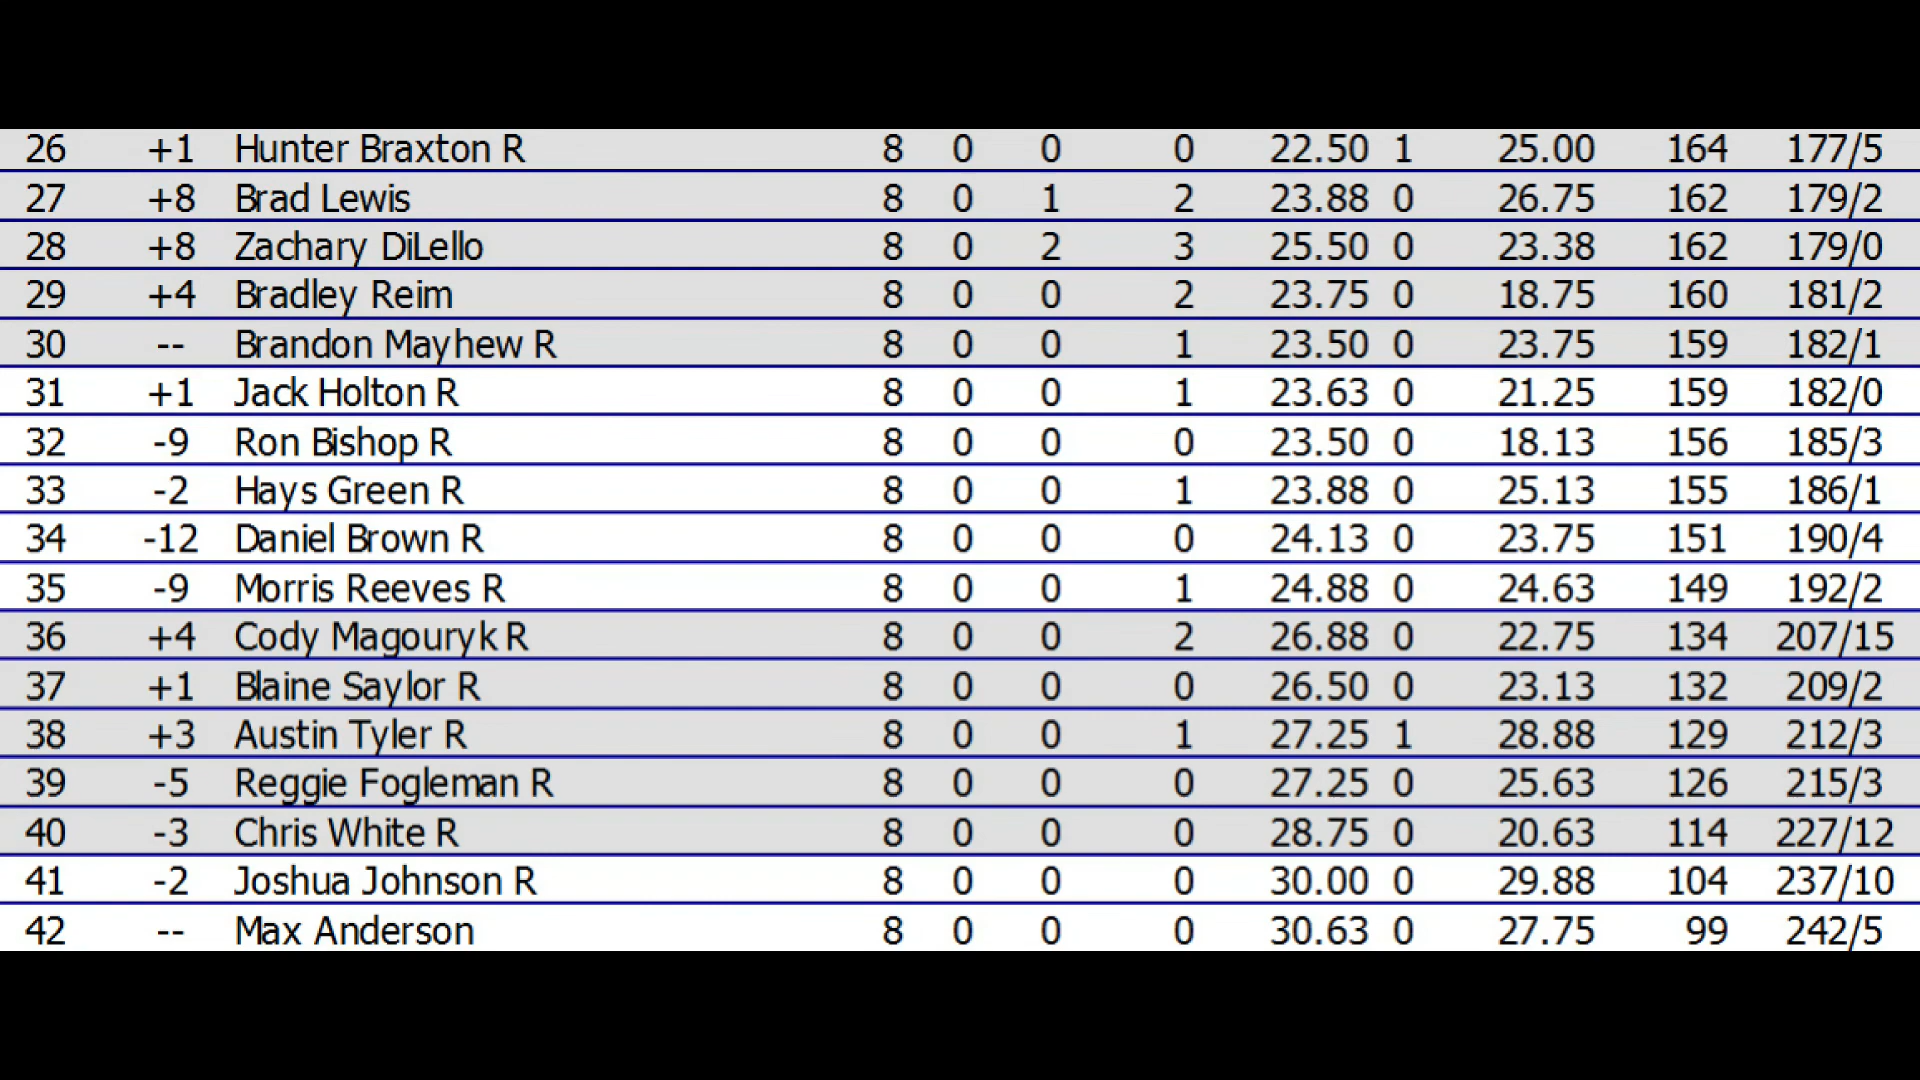 26 +1 Hunter Braxton R 8 0 0 0 22.50 1 25.00 164 177/5
27 +8 Brad Lewis 8 0 1 2 23.88 0 26.75 162 179/2
28 +8 Zachary DiLello 8 0 2 3 25.50 0 23.38 162 179/0
29 +4 Bradley Reim 8 0 0 2 23.75 0 18.75 160 181/2
30 -- Brandon Mayhew R 8 0 0 1 23.50 0 23.75 159 182/1
31 +1 Jack Holton R 8 0 0 1 23.63 0 21.25 159 182/0
32 -9 Ron Bishop R 8 0 0 0 23.50 0 18.13 156 185/3
33 -2 Hays Green R 8 0 0 1 23.88 0 25.13 155 186/1
34 -12 Daniel Brown R 8 0 0 0 24.13 0 23.75 151 190/4
35 -9 Morris Reeves R 8 0 0 1 24.88 0 24.63 149 192/2
36 +4 Cody Magouryk R 8 0 0 2 26.88 0 22.75 134 207/15
37 +1 Blaine Saylor R 8 0 0 0 26.50 0 23.13 132 209/2
38 +3 Austin Tyler R 8 0 0 1 27.25 1 28.88 129 212/3
39 -5 Reggie Fogleman R 8 0 0 0 27.25 0 25.63 126 215/3
40 -3 Chris White R 8 0 0 0 28.75 0 20.63 114 227/12
41 -2 Joshua Johnson R 8 0 0 0 30.00 0 29.88 104 237/10
42 -- Max Anderson 8 0 0 0 30.63 0 27.75 99 242/5